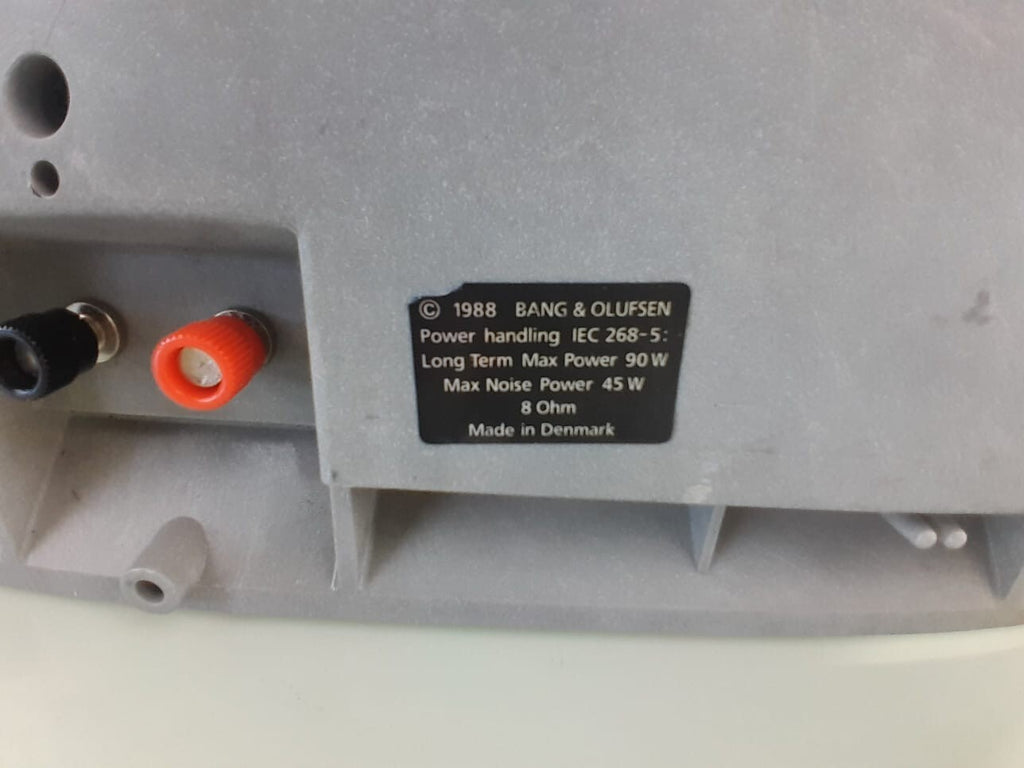 © 1988 BANG & OLUFSEN
Power handling IEC 268-5:
Long Term Max Power 90 W
Max Noise Power 45 W
8 Ohm
Made in Denmark